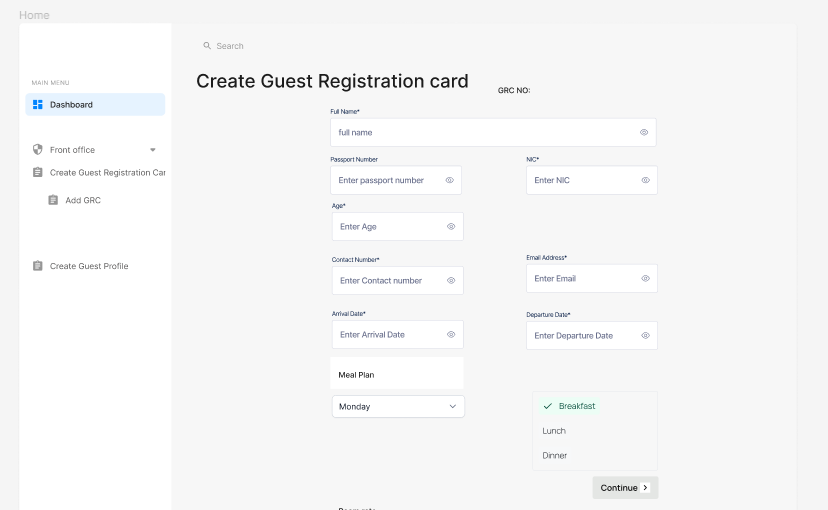 Home
Search
MAIN MENU
Create Guest Registration card
GRC NO:
Dashboard
Full Name*
full name
Front office
Passport Number
NIC*
Create Guest Registration Car
Enter passport number
Enter NIC
Add GRC
Age*
Enter Age
Contact Number*
Email Address*
Create Guest Profile
Enter Contact number
Enter Email
Arrival Date*
Departure Date*
Enter Arrival Date
Enter Departure Date
Meal Plan
Monday
Breakfast
Lunch
Dinner
Continue